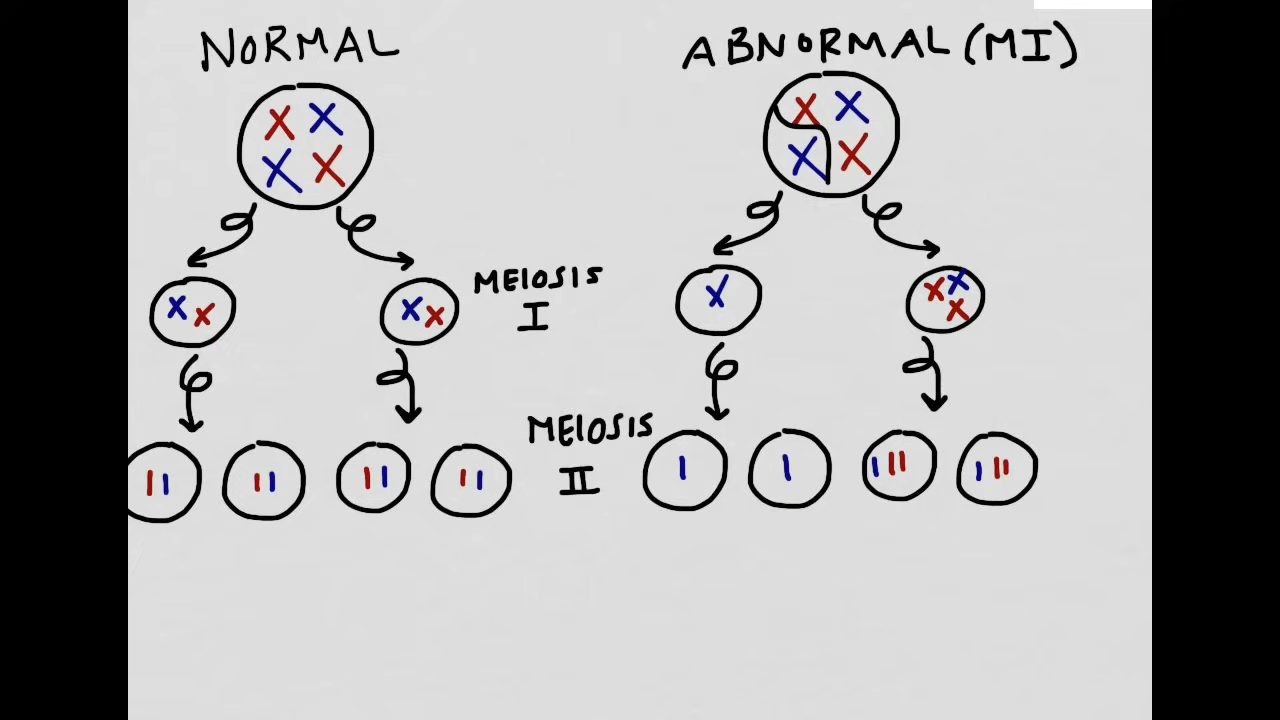 NORMAL
ABNORMAL (MI)
MEIOSIS
I
MEIOSIS
II